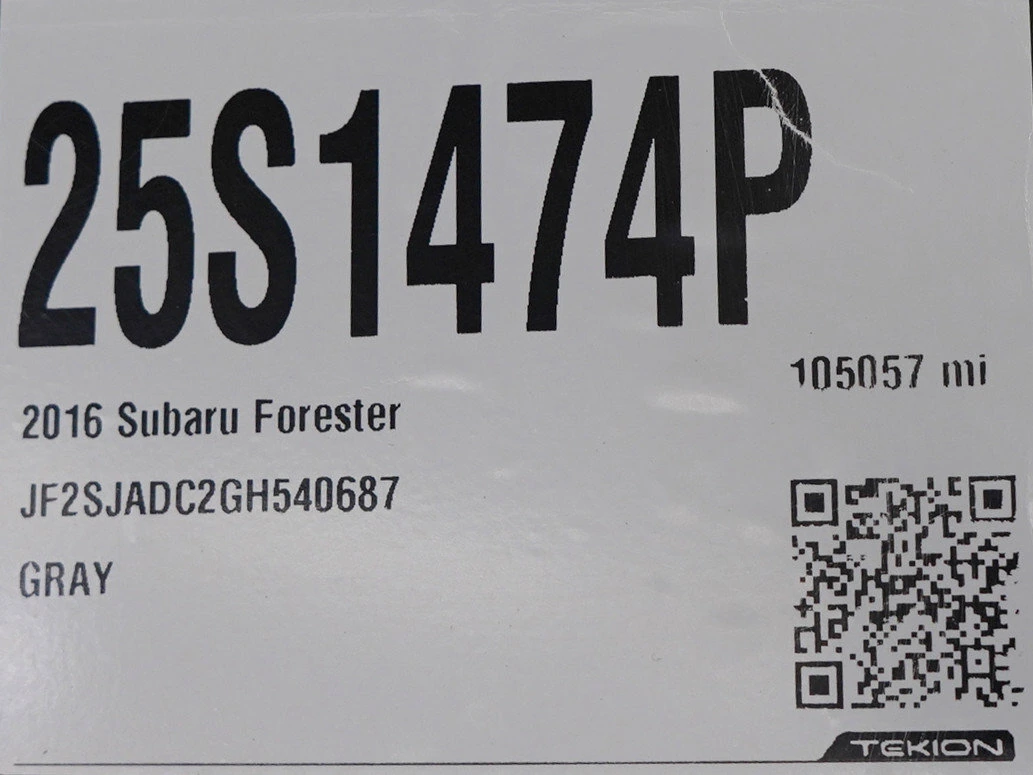 25S1474P
105057 mi
2016 Subaru Forester
JF2SJADC2GH540687
GRAY
TEKION